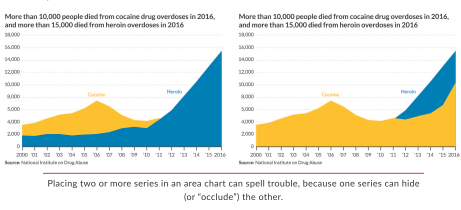 More than 10,000 people died from cocaine drug overdoses in 2016,
and more than 15,000 died from heroin overdoses in 2016
18,000
16,000
14,000
12,000
10,000
8,000
6,000
4,000
2,000
0
Cocaine
Heroin
2000 '01 '02 '03 '04 '05 '06 '07 '08 '09 '10 '11 '12 '13 '14 '15 2016
Source: National Institute on Drug Abuse
More than 10,000 people died from cocaine drug overdoses in 2016,
and more than 15,000 died from heroin overdoses in 2016
18,000
16,000
14,000
12,000
10,000
8,000
6,000
4,000
2,000
0
Cocaine
Heroin
2000 '01 '02 '03 '04 '05 '06 '07 '08 '09 '10 '11 '12 '13 '14 '15 2016
Source: National Institute on Drug Abuse
Placing two or more series in an area chart can spell trouble, because one series can hide
(or “occlude”) the other.